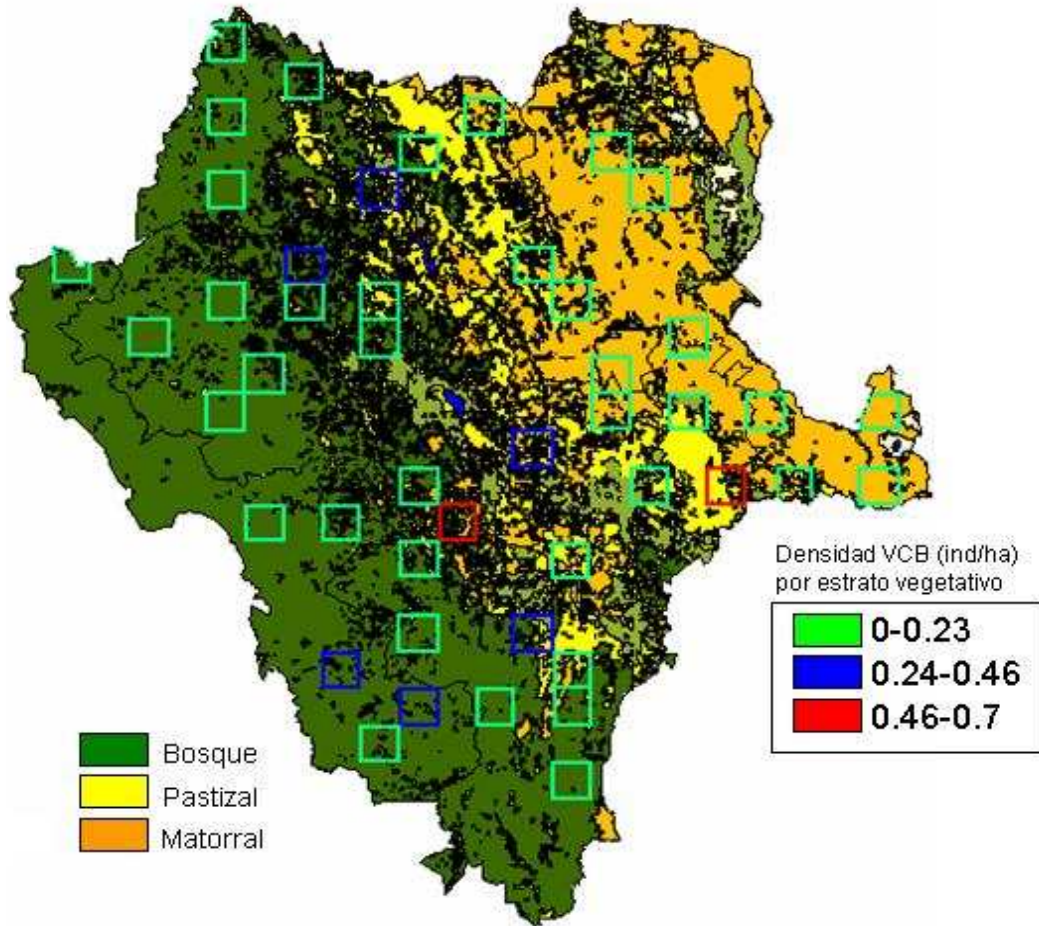 Densidad VCB (ind/ha)
por estrato vegetativo
0-0.23
0.24-0.46
0.46-0.7
Bosque
Pastizal
Matorral